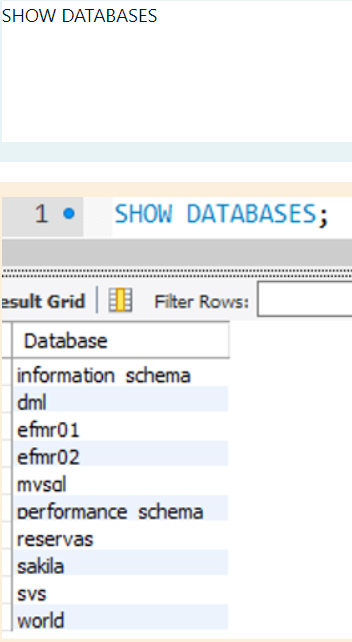 SHOW DATABASES
1 SHOW DATABASES;
esult Grid Filter Rows:
Database
information_schema
dml
efmr01
efmr02
mysql
performance_schema
reservas
sakila
sys
world